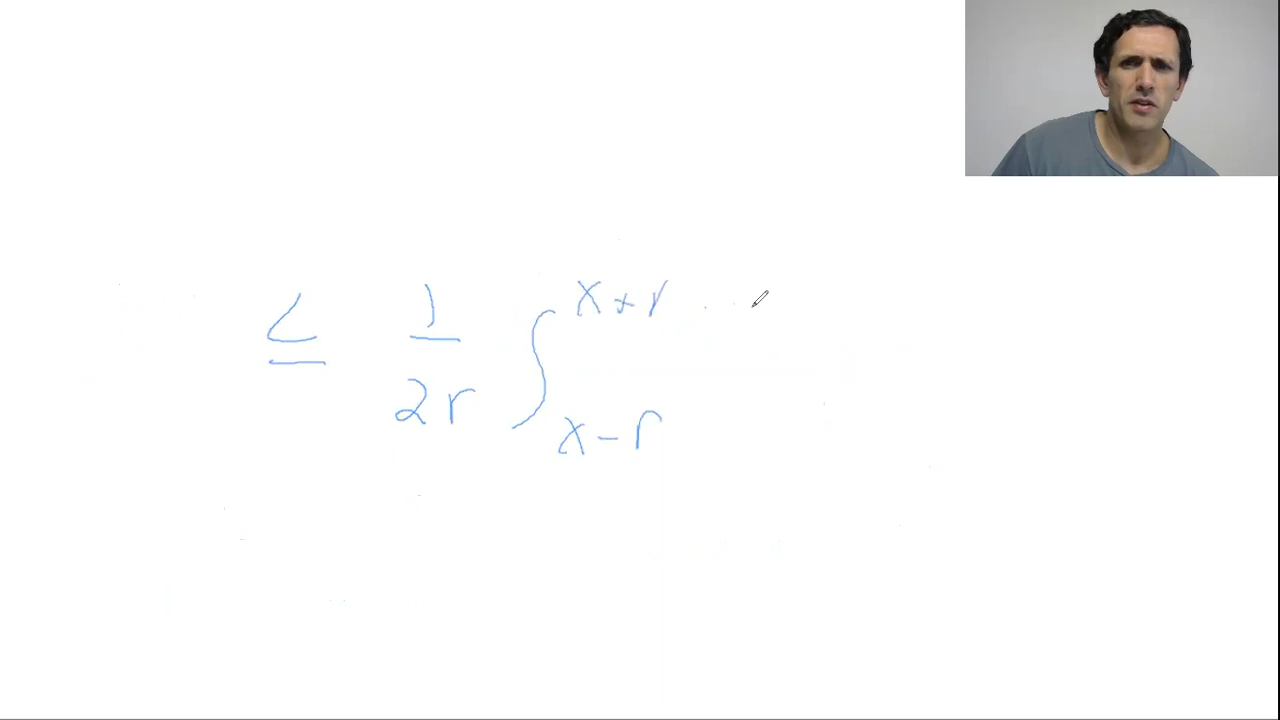 ≤ 1/2r ∫_{x-r}^{x+r}